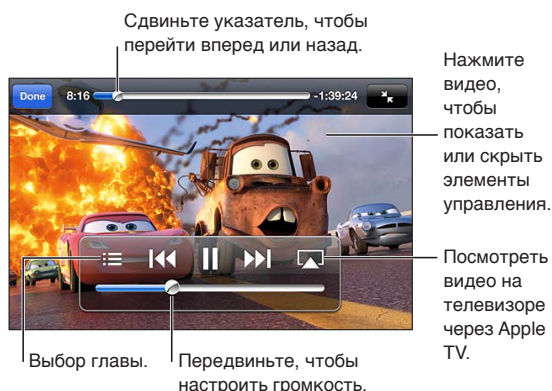 Сдвиньте указатель, чтобы
перейти вперед или назад.
Done 8:16 -1:39:24
Нажмите
видео,
чтобы
показать
или скрыть
элементы
управления.
Посмотреть
видео на
телевизоре
через Apple
TV.
Выбор главы.
Передвиньте, чтобы
настроить громкость.